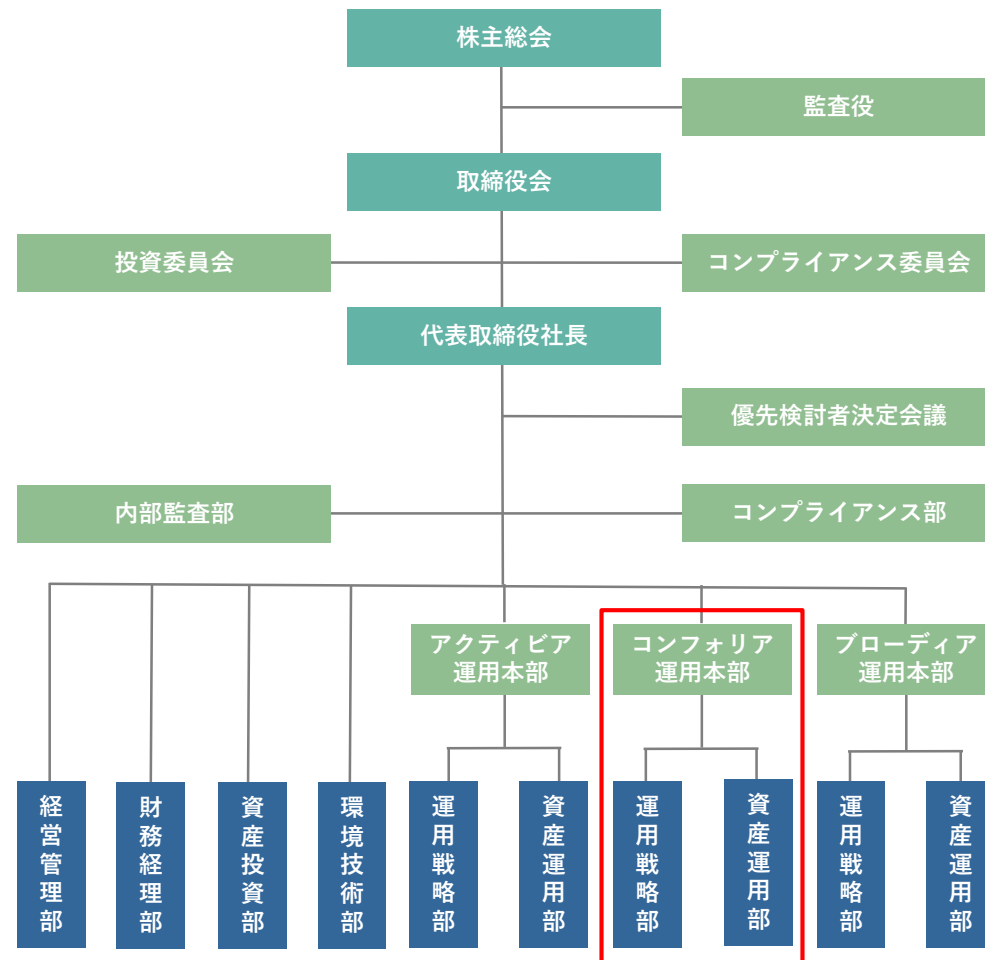 株主総会
監査役
取締役会
投資委員会
コンプライアンス委員会
代表取締役社長
優先検討者決定会議
内部監査部
コンプライアンス部
アクティビア
運用本部
コンフォリア
運用本部
ブローディア
運用本部
経営管理部
財務経理部
資産投資部
環境技術部
運用戦略部
資産運用部
運用戦略部
資産運用部
運用戦略部
資産運用部